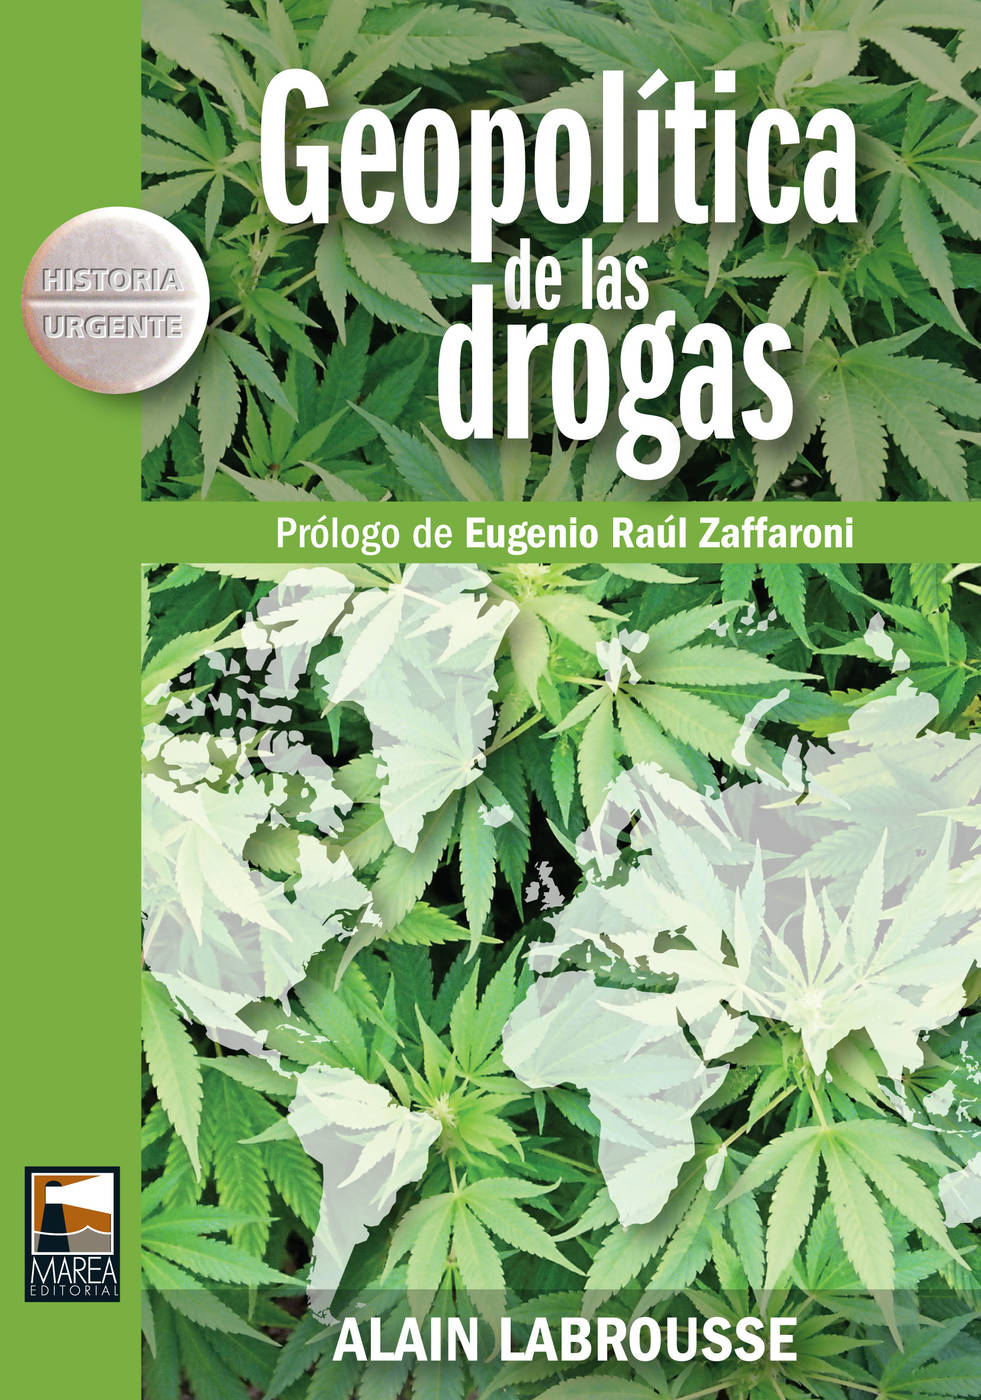 Geopolítica
de las
drogas
HISTORIA
URGENTE
Prólogo de Eugenio Raúl Zaffaroni
MAREA
EDITORIAL
ALAIN LABROUSSE